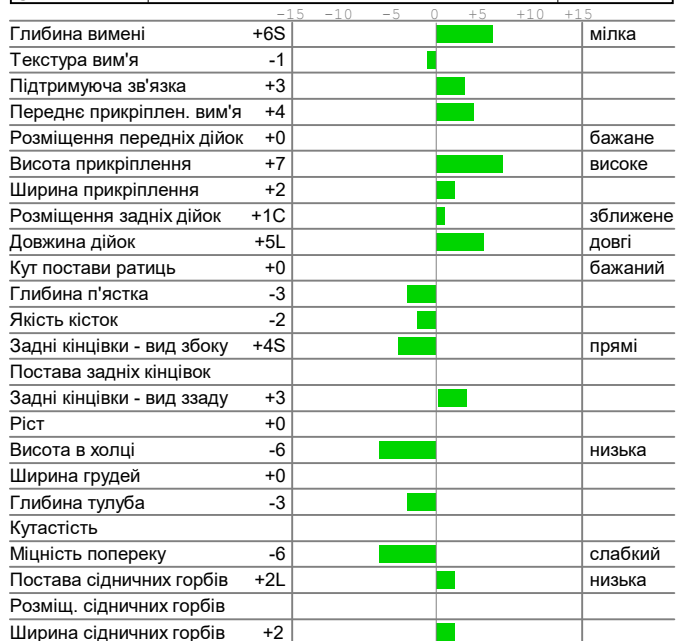 -15 -10 -5 0 +5 +10 +15
Глибина вимені +6S мілка
Текстура вим'я -1
Підтримуюча зв'язка +3
Переднє прикріплен. вим'я +4
Розміщення передніх дійок +0 бажане
Висота прикріплення +7 високе
Ширина прикріплення +2
Розміщення задніх дійок +1C зближене
Довжина дійок +5L довгі
Кут постави ратиць +0 бажаний
Глибина п'ястка -3
Якість кісток -2
Задні кінцівки - вид збоку +4S прямі
Постава задніх кінцівок
Задні кінцівки - вид ззаду +3
Ріст +0
Висота в холці -6 низька
Ширина грудей +0
Глибина тулуба -3
Кутастість
Міцність попереку -6 слабкий
Постава сідничних горбів +2L низька
Розміщ. сідничних горбів
Ширина сідничних горбів +2